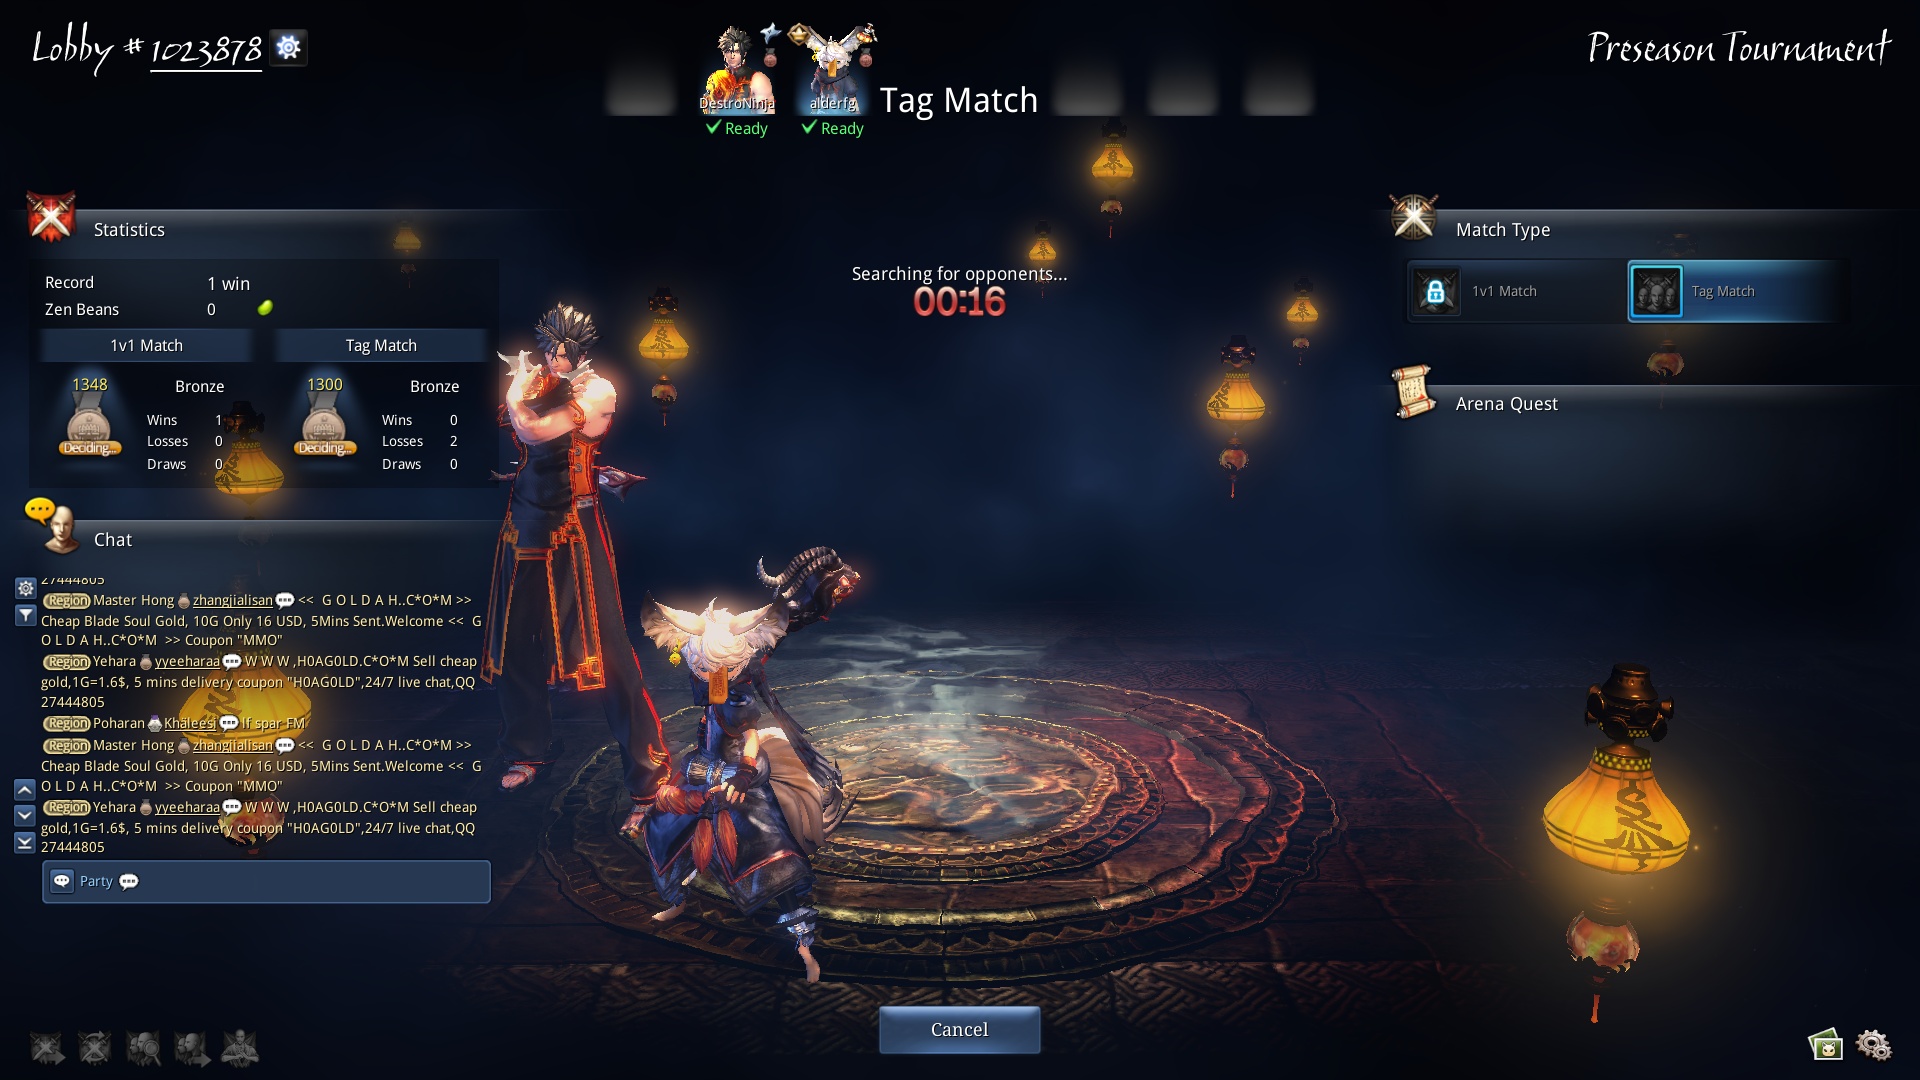 Lobby # 1023878
Preseason Tournament
DestroNinja
alderfg
Tag Match
Ready
Ready
Statistics
Record 1 win
Zen Beans 0
1v1 Match Tag Match
1348 Bronze
Deciding...
Wins 1
Losses 0
Draws 0
1300 Bronze
Deciding...
Wins 0
Losses 2
Draws 0
Searching for opponents...
00:16
Match Type
1v1 Match Tag Match
Arena Quest
Chat
27444805
Region Master Hong zhangjialisan << G O L D A H..C*O*M >>
Cheap Blade Soul Gold, 10G Only 16 USD, 5Mins Sent.Welcome << G
O L D A H..C*O*M >> Coupon "MMO"
Region Yehara yyeeharaa W W W ,H0AG0LD.C*O*M Sell cheap
gold,1G=1.6$, 5 mins delivery coupon "H0AG0LD",24/7 live chat,QQ
27444805
Region Poharan Khaleesi lf spar FM
Region Master Hong zhangjialisan << G O L D A H..C*O*M >>
Cheap Blade Soul Gold, 10G Only 16 USD, 5Mins Sent.Welcome << G
O L D A H..C*O*M >> Coupon "MMO"
Region Yehara yyeeharaa W W W ,H0AG0LD.C*O*M Sell cheap
gold,1G=1.6$, 5 mins delivery coupon "H0AG0LD",24/7 live chat,QQ
27444805
Party
Cancel